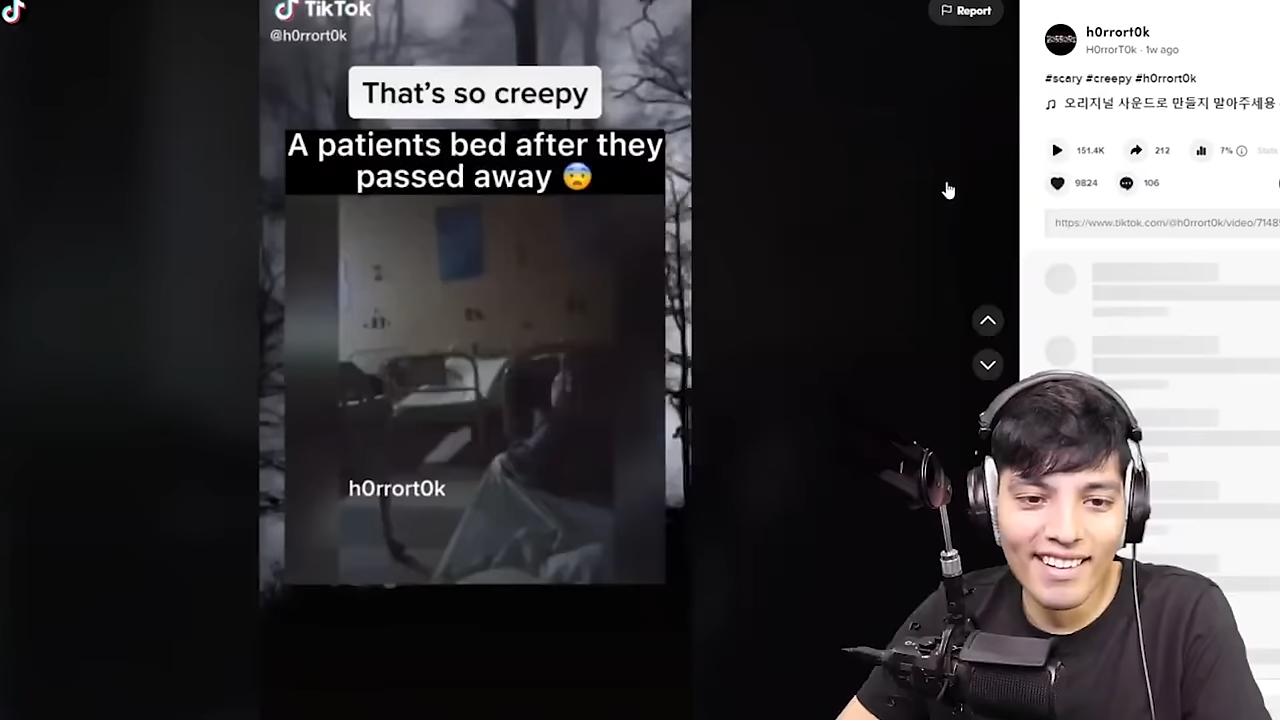 TikTok
@h0rrort0k
That's so creepy
A patients bed after they
passed away 😨
h0rrort0k
Report
h0rrort0k
H0rrorT0k · 1w ago
#scary #creepy #h0rrort0k
오리지널 사운드로 만들지 말아주세용
151.4K
212
7%
Stats
9824
106
https://www.tiktok.com/@h0rrort0k/video/7148